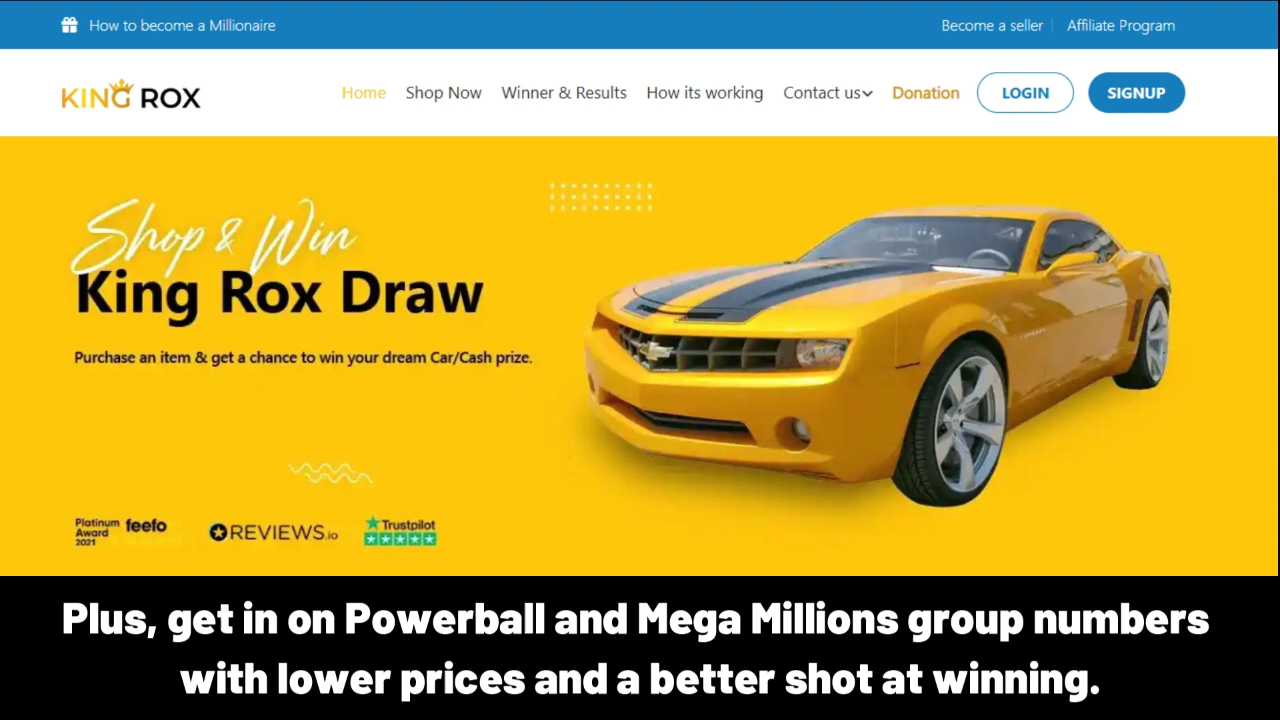 How to become a Millionaire
Become a seller
Affiliate Program
KING ROX
Home
Shop Now
Winner & Results
How its working
Contact us
Donation
LOGIN
SIGNUP
Shop & Win
King Rox Draw
Purchase an item & get a chance to win your dream Car/Cash prize.
Platinum
Award
2021
feefo
REVIEWS.io
Trustpilot
Plus, get in on Powerball and Mega Millions group numbers
with lower prices and a better shot at winning.